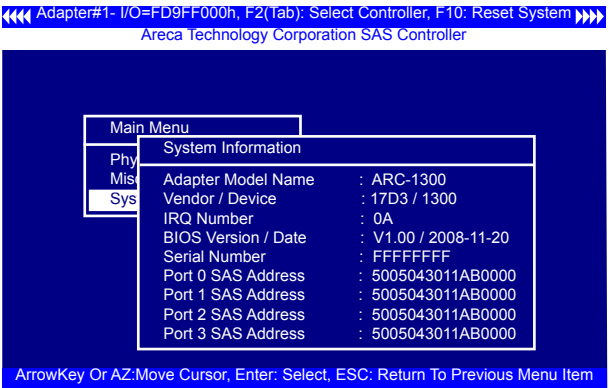 Adapter#1- I/O=FD9FF000h, F2(Tab): Select Controller, F10: Reset System
Areca Technology Corporation SAS Controller
Main Menu
Phy
Misc
Sys
System Information
Adapter Model Name : ARC-1300
Vendor / Device : 17D3 / 1300
IRQ Number : 0A
BIOS Version / Date : V1.00 / 2008-11-20
Serial Number : FFFFFFFF
Port 0 SAS Address : 5005043011AB0000
Port 1 SAS Address : 5005043011AB0000
Port 2 SAS Address : 5005043011AB0000
Port 3 SAS Address : 5005043011AB0000
ArrowKey Or AZ:Move Cursor, Enter: Select, ESC: Return To Previous Menu Item